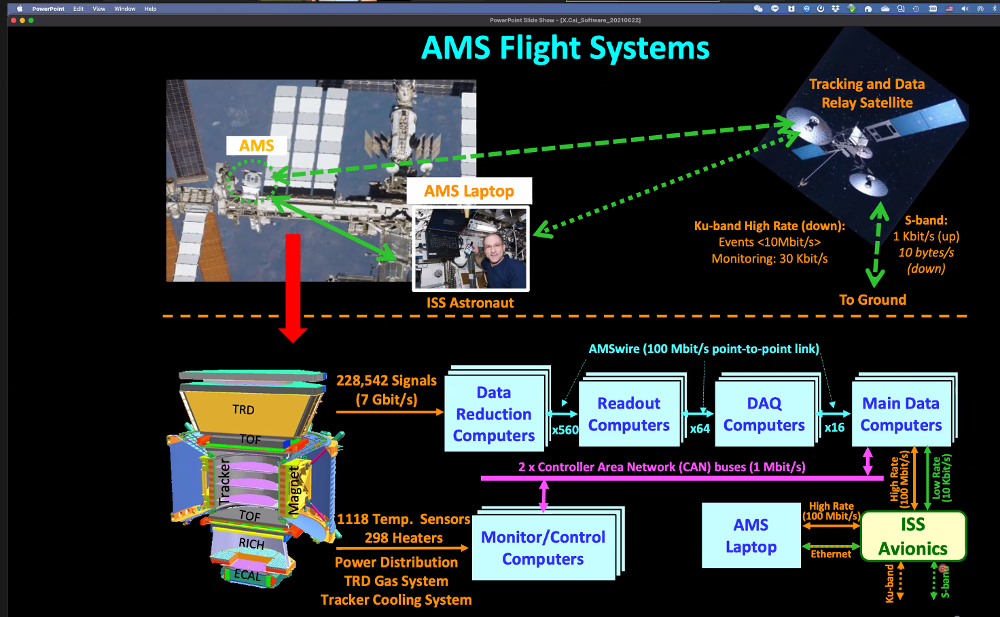 PowerPoint Edit View Window Help
PowerPoint Slide Show - [X.Cai_Software_20210622]
AMS Flight Systems
Tracking and Data
Relay Satellite
AMS
AMS Laptop
ISS Astronaut
Ku-band High Rate (down):
Events <10Mbit/s>
Monitoring: 30 Kbit/s
S-band:
1 Kbit/s (up)
10 bytes/s
(down)
To Ground
AMSwire (100 Mbit/s point-to-point link)
228,542 Signals
(7 Gbit/s)
Data
Reduction
Computers
x560
Readout
Computers
x64
DAQ
Computers
x16
Main Data
Computers
TRD
TOF
Tracker
Magnet
TOF
RICH
ECAL
2 x Controller Area Network (CAN) buses (1 Mbit/s)
High Rate
(100 Mbit/s)
Low Rate
(10 Kbit/s)
1118 Temp. Sensors
298 Heaters
Power Distribution
TRD Gas System
Tracker Cooling System
Monitor/Control
Computers
AMS
Laptop
High Rate
(100 Mbit/s)
Ethernet
ISS
Avionics
Ku-band
S-band